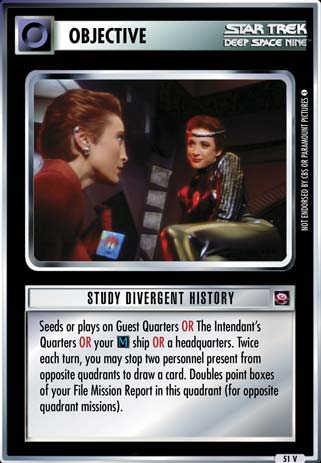 OBJECTIVE
STAR TREK
DEEP SPACE NINE
NOT ENDORSED BY CBS OR PARAMOUNT PICTURES
STUDY DIVERGENT HISTORY
Seeds or plays on Guest Quarters OR The Intendant's
Quarters OR your M ship OR a headquarters. Twice
each turn, you may stop two personnel present from
opposite quadrants to draw a card. Doubles point boxes
of your File Mission Report in this quadrant (for opposite
quadrant missions).
51 V